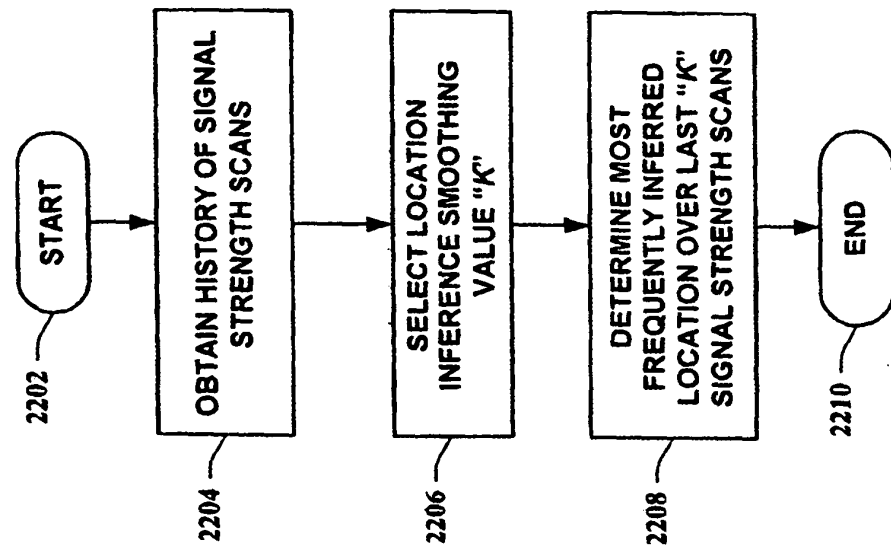 START
2202
OBTAIN HISTORY OF SIGNAL
STRENGTH SCANS
2204
SELECT LOCATION
INFERENCE SMOOTHING
VALUE "K"
2206
DETERMINE MOST
FREQUENTLY INFERRED
LOCATION OVER LAST "K"
SIGNAL STRENGTH SCANS
2208
END
2210